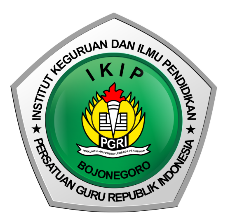 INSTITUT KEGURUAN DAN ILMU PENDIDIKAN
IKIP
PGRI
BOJONEGORO
PERSATUAN GURU REPUBLIK INDONESIA